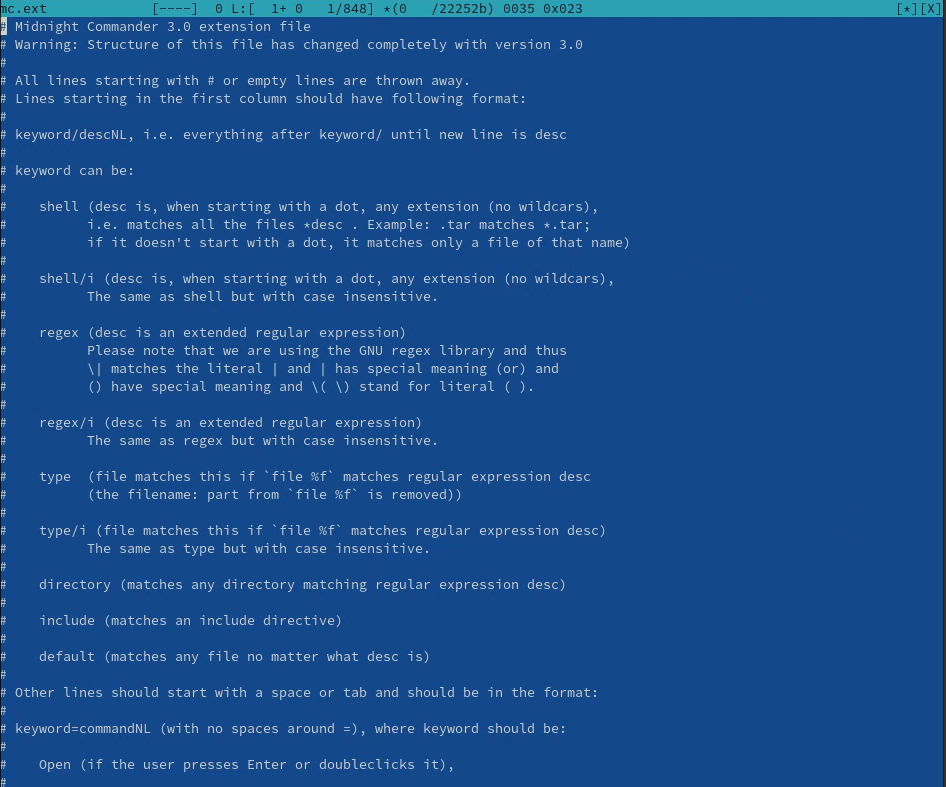 mc.ext [----] 0 L:[ 1+ 0 1/848] *(0 /22252b) 0035 0x023 [*][X]
# Midnight Commander 3.0 extension file
# Warning: Structure of this file has changed completely with version 3.0
#
# All lines starting with # or empty lines are thrown away.
# Lines starting in the first column should have following format:
#
# keyword/descNL, i.e. everything after keyword/ until new line is desc
#
# keyword can be:
#
#    shell (desc is, when starting with a dot, any extension (no wildcars),
#          i.e. matches all the files *desc . Example: .tar matches *.tar;
#          if it doesn't start with a dot, it matches only a file of that name)
#
#    shell/i (desc is, when starting with a dot, any extension (no wildcars),
#          The same as shell but with case insensitive.
#
#    regex (desc is an extended regular expression)
#          Please note that we are using the GNU regex library and thus
#          \| matches the literal | and | has special meaning (or) and
#          () have special meaning and \( \) stand for literal ( ).
#
#    regex/i (desc is an extended regular expression)
#          The same as regex but with case insensitive.
#
#    type  (file matches this if `file %f` matches regular expression desc
#          (the filename: part from `file %f` is removed))
#
#    type/i (file matches this if `file %f` matches regular expression desc)
#          The same as type but with case insensitive.
#
#    directory (matches any directory matching regular expression desc)
#
#    include (matches an include directive)
#
#    default (matches any file no matter what desc is)
#
# Other lines should start with a space or tab and should be in the format:
#
# keyword=commandNL (with no spaces around =), where keyword should be:
#
#    Open (if the user presses Enter or doubleclicks it),
#